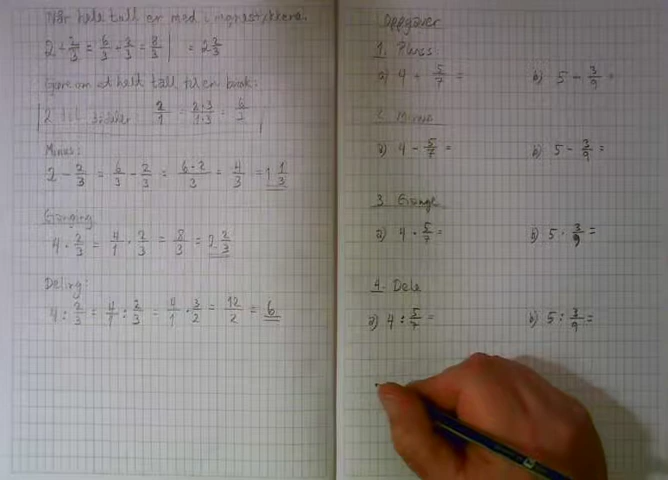 Når hele tall er med i regnestykkene.
2 + 2/3 = 6/3 + 2/3 = 8/3 | = 2 2/3
Gjøre om et helt tall til en brøk:
2 til 2/1 = 2·3/1·3 =
Minus:
2 - 2/3 = 6/3 - 2/3 = 6-2/3 = 4/3 = 1 1/3
Ganging
4 · 2/3 = 4/1 · 2/3 = 8/3 = 2 2/3
Deling:
4 : 2/3 = 4/1 : 2/3 = 4/1 · 3/2 = 12/2 = 6
Oppgaver
1. Pluss
a) 4 + 5/7 = b) 5 + 3/9 =
2. Minus
a) 4 - 5/7 = b) 5 - 3/9 =
3. Gange
a) 4 · 5/7 = b) 5 · 3/9 =
4. Dele
a) 4 : 5/7 = b) 5 : 3/9 =